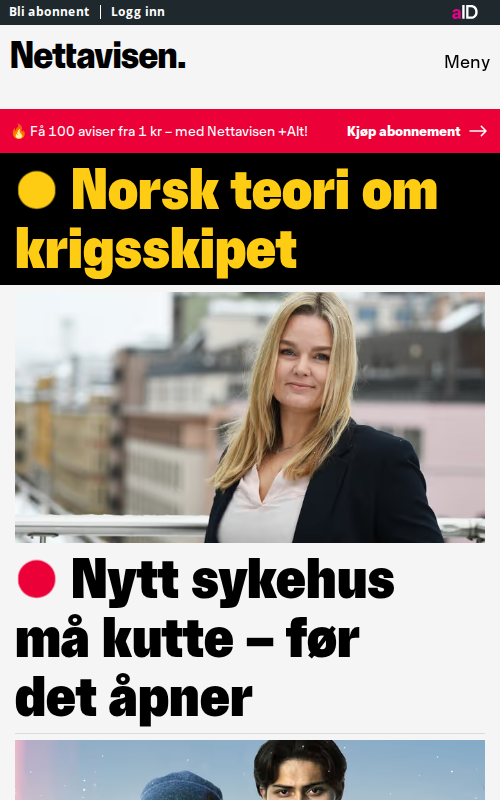 Bli abonnent | Logg inn
aID
Nettavisen.
Meny
🔥 Få 100 aviser fra 1 kr – med Nettavisen +Alt!
Kjøp abonnement →
Norsk teori om
krigsskipet
Nytt sykehus
må kutte – før
det åpner